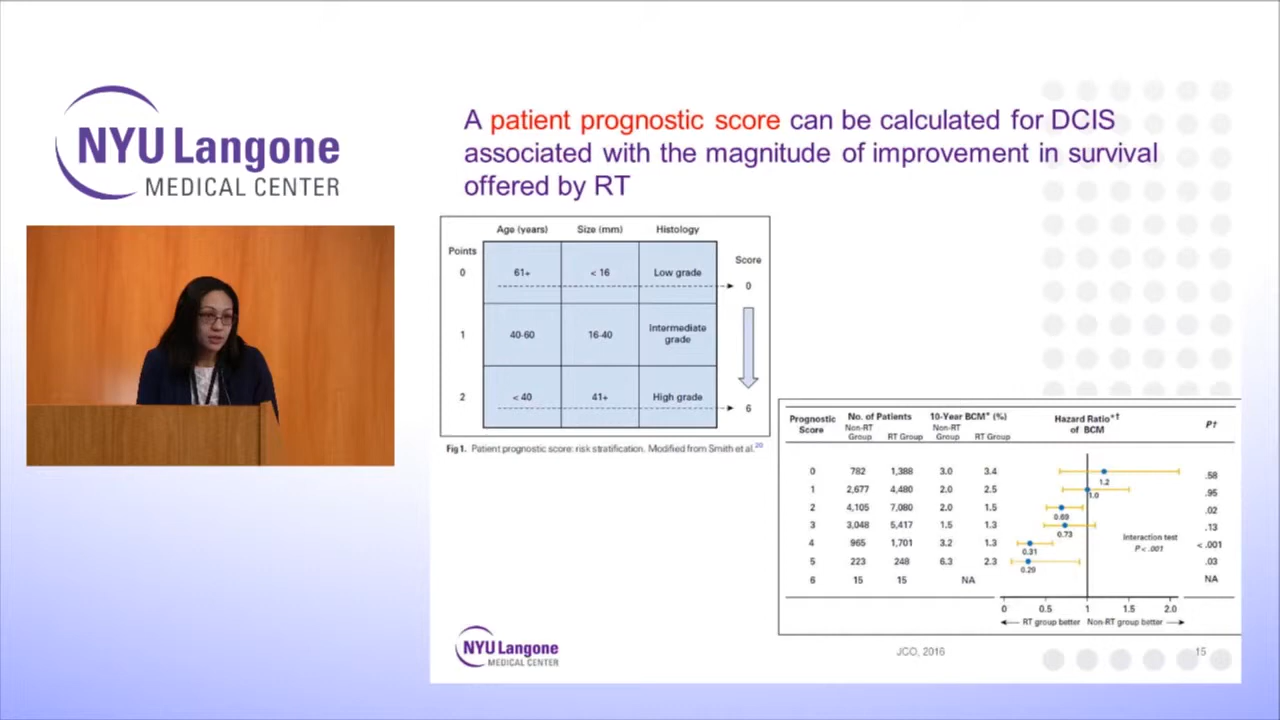 NYU Langone
MEDICAL CENTER
A patient prognostic score can be calculated for DCIS
associated with the magnitude of improvement in survival
offered by RT
Age (years) Size (mm) Histology
Points Score
0 61+ < 16 Low grade 0
1 40-60 16-40 Intermediate
grade
2 < 40 41+ High grade 6
Fig 1. Patient prognostic score: risk stratification. Modified from Smith et al.20
Prognostic
Score
No. of Patients
Non-RT
Group
RT Group
10-Year BCM* (%)
Non-RT
Group
RT Group
Hazard Ratio*†
of BCM
P†
0 782 1,388 3.0 3.4 1.2 .58
1 2,677 4,480 2.0 2.5 1.0 .95
2 4,105 7,080 2.0 1.5 0.69 .02
3 3,048 5,417 1.5 1.3 0.73 .13
4 965 1,701 3.2 1.3 0.31 < .001
5 223 248 6.3 2.3 0.29 .03
6 15 15 NA NA
Interaction test
P < .001
0 0.5 1 1.5 2.0
RT group better Non-RT group better
NYU Langone
MEDICAL CENTER
JCO, 2016
15